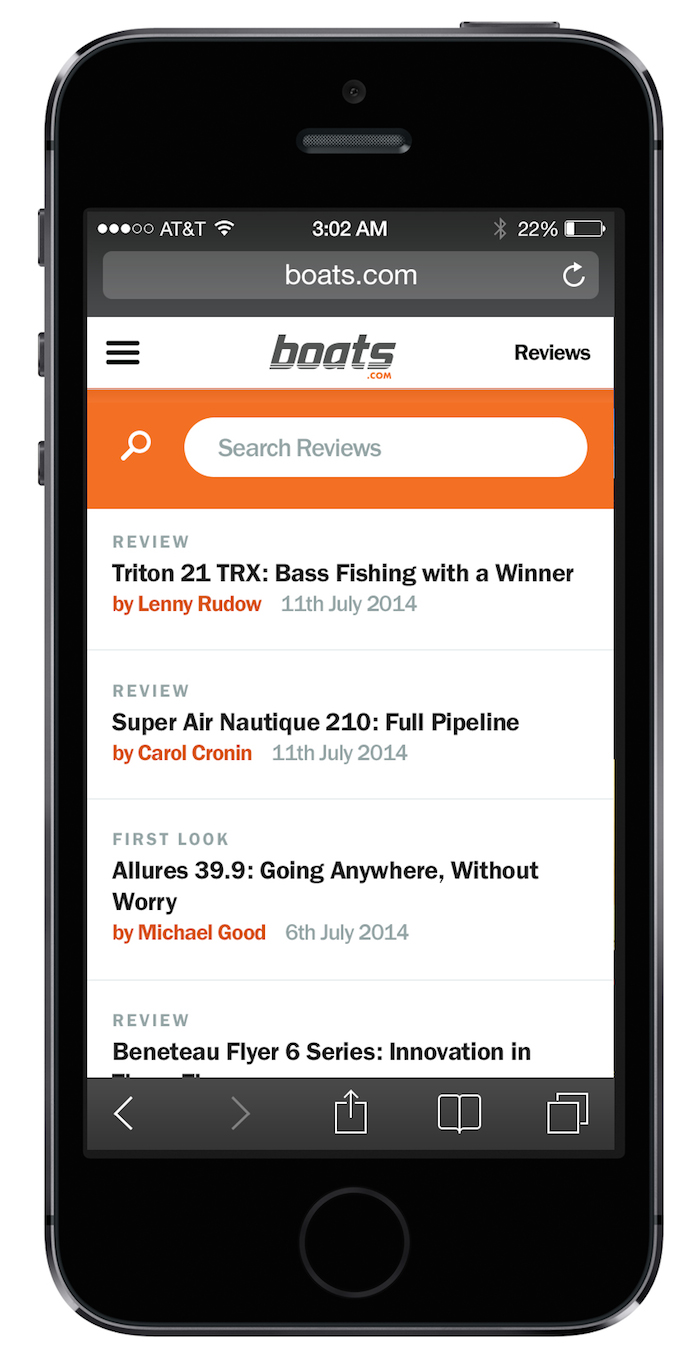 AT&T 3:02 AM 22%
boats.com
boats Reviews
.COM
Search Reviews
REVIEW
Triton 21 TRX: Bass Fishing with a Winner
by Lenny Rudow 11th July 2014
REVIEW
Super Air Nautique 210: Full Pipeline
by Carol Cronin 11th July 2014
FIRST LOOK
Allures 39.9: Going Anywhere, Without
Worry
by Michael Good 6th July 2014
REVIEW
Beneteau Flyer 6 Series: Innovation in